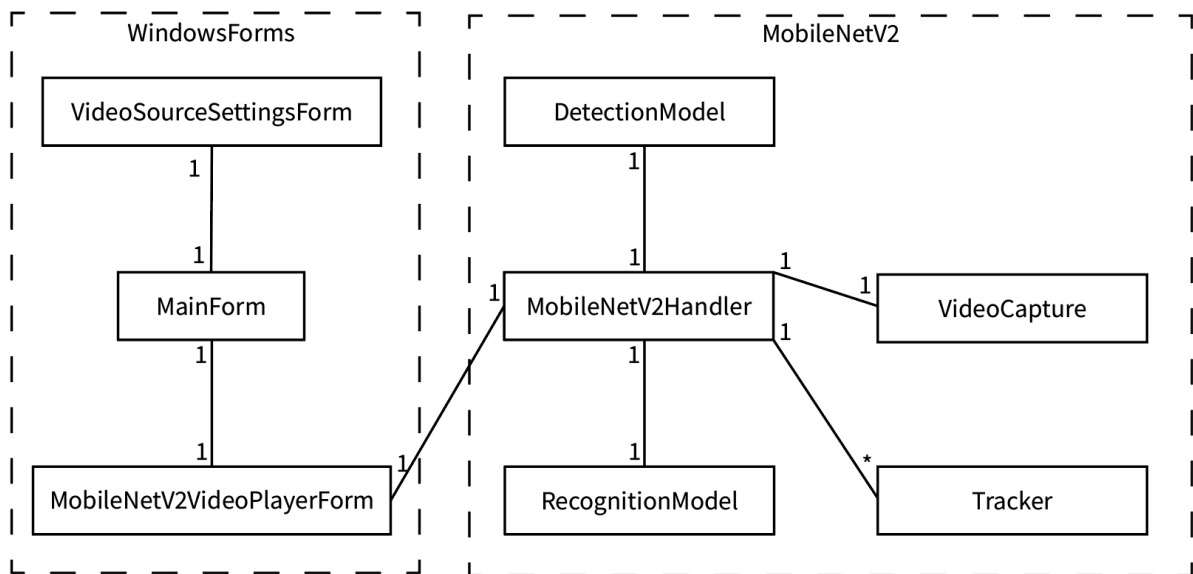 WindowsForms
VideoSourceSettingsForm
1
1
MainForm
1
1
MobileNetV2VideoPlayerForm
1
MobileNetV2
DetectionModel
1
1
1
MobileNetV2Handler
1
1
VideoCapture
1
1
1
*
RecognitionModel
Tracker